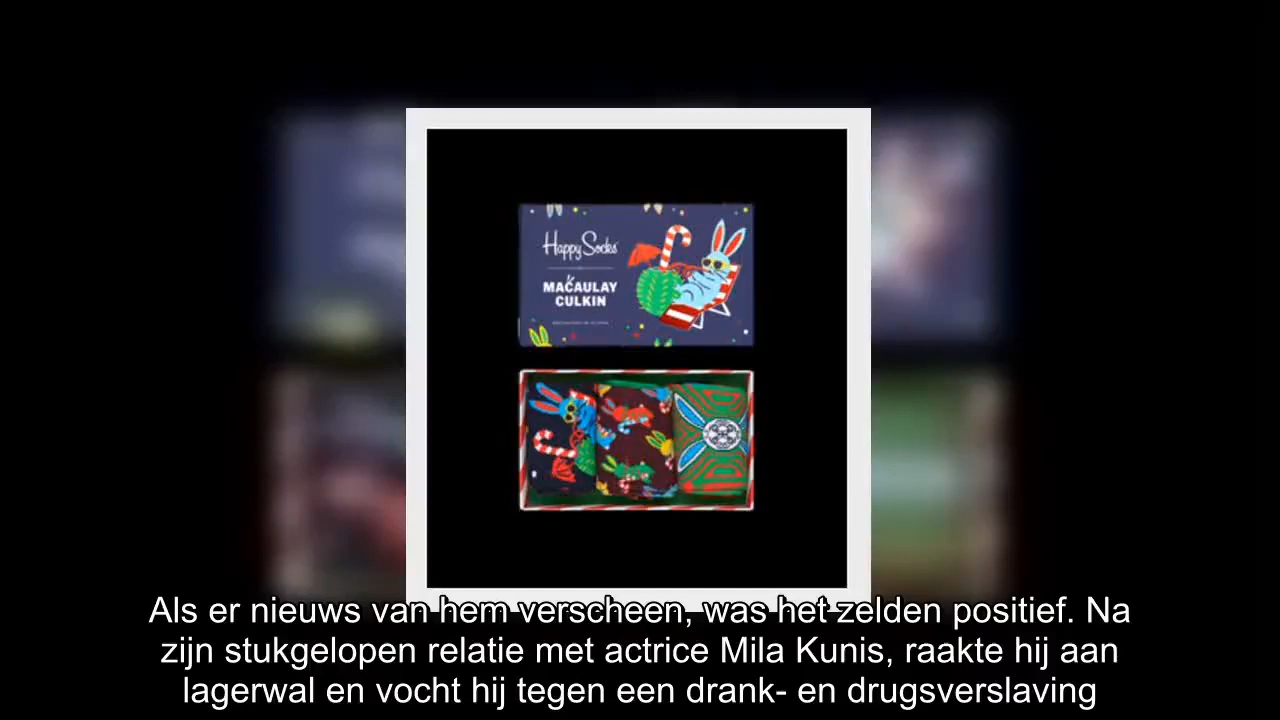 Happy Socks
X
MACAULAY
CULKIN
Als er nieuws van hem verscheen, was het zelden positief. Na
zijn stukgelopen relatie met actrice Mila Kunis, raakte hij aan
lagerwal en vocht hij tegen een drank- en drugsverslaving